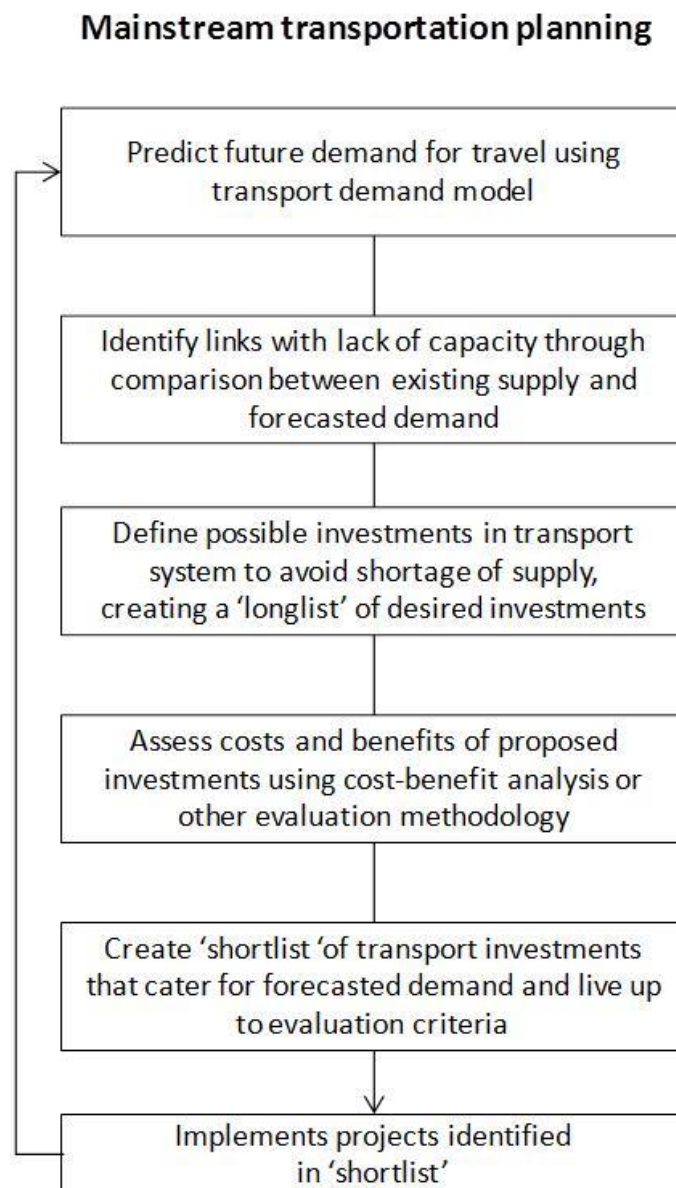 Mainstream transportation planning
Predict future demand for travel using
transport demand model
Identify links with lack of capacity through
comparison between existing supply and
forecasted demand
Define possible investments in transport
system to avoid shortage of supply,
creating a ‘longlist’ of desired investments
Assess costs and benefits of proposed
investments using cost-benefit analysis or
other evaluation methodology
Create ‘shortlist ‘of transport investments
that cater for forecasted demand and live up
to evaluation criteria
Implements projects identified
in ‘shortlist’